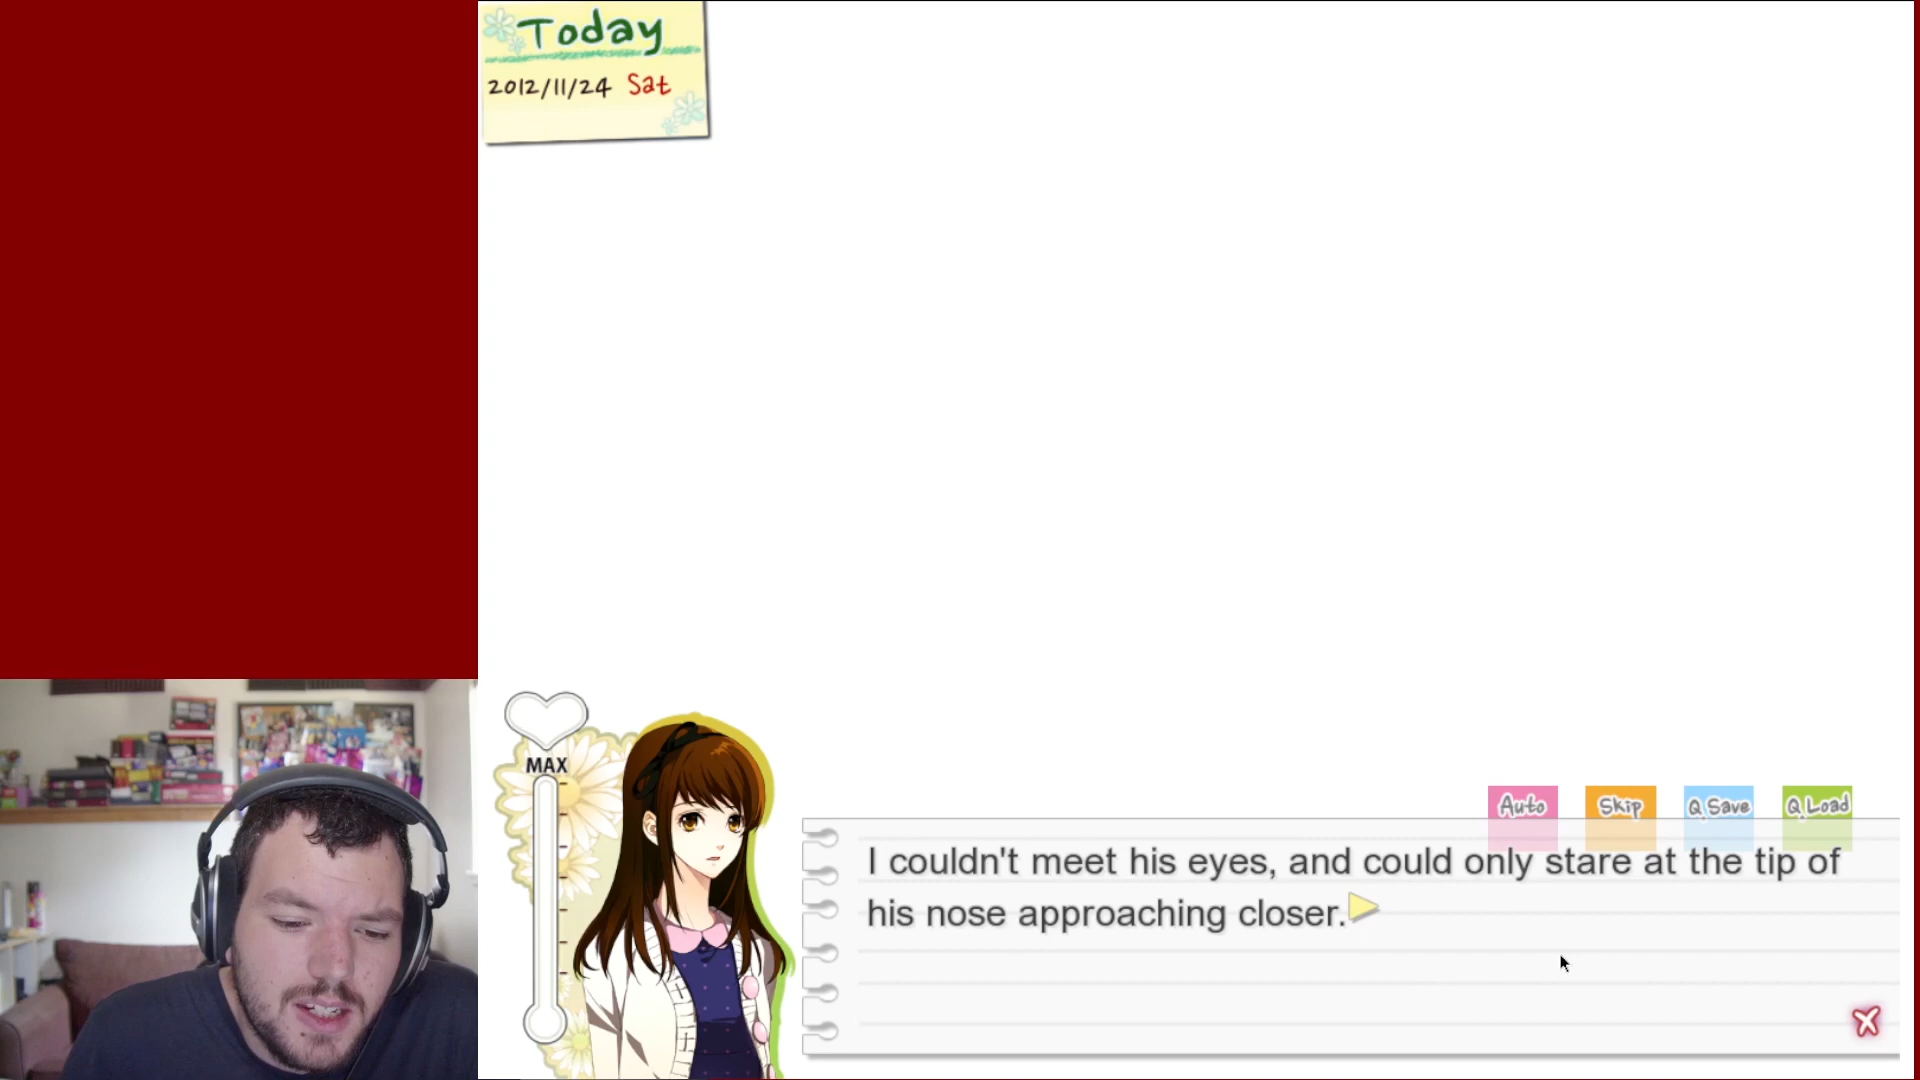 Today
2012/11/24 Sat
MAX
Auto Skip Q.Save Q.Load
I couldn't meet his eyes, and could only stare at the tip of
his nose approaching closer.